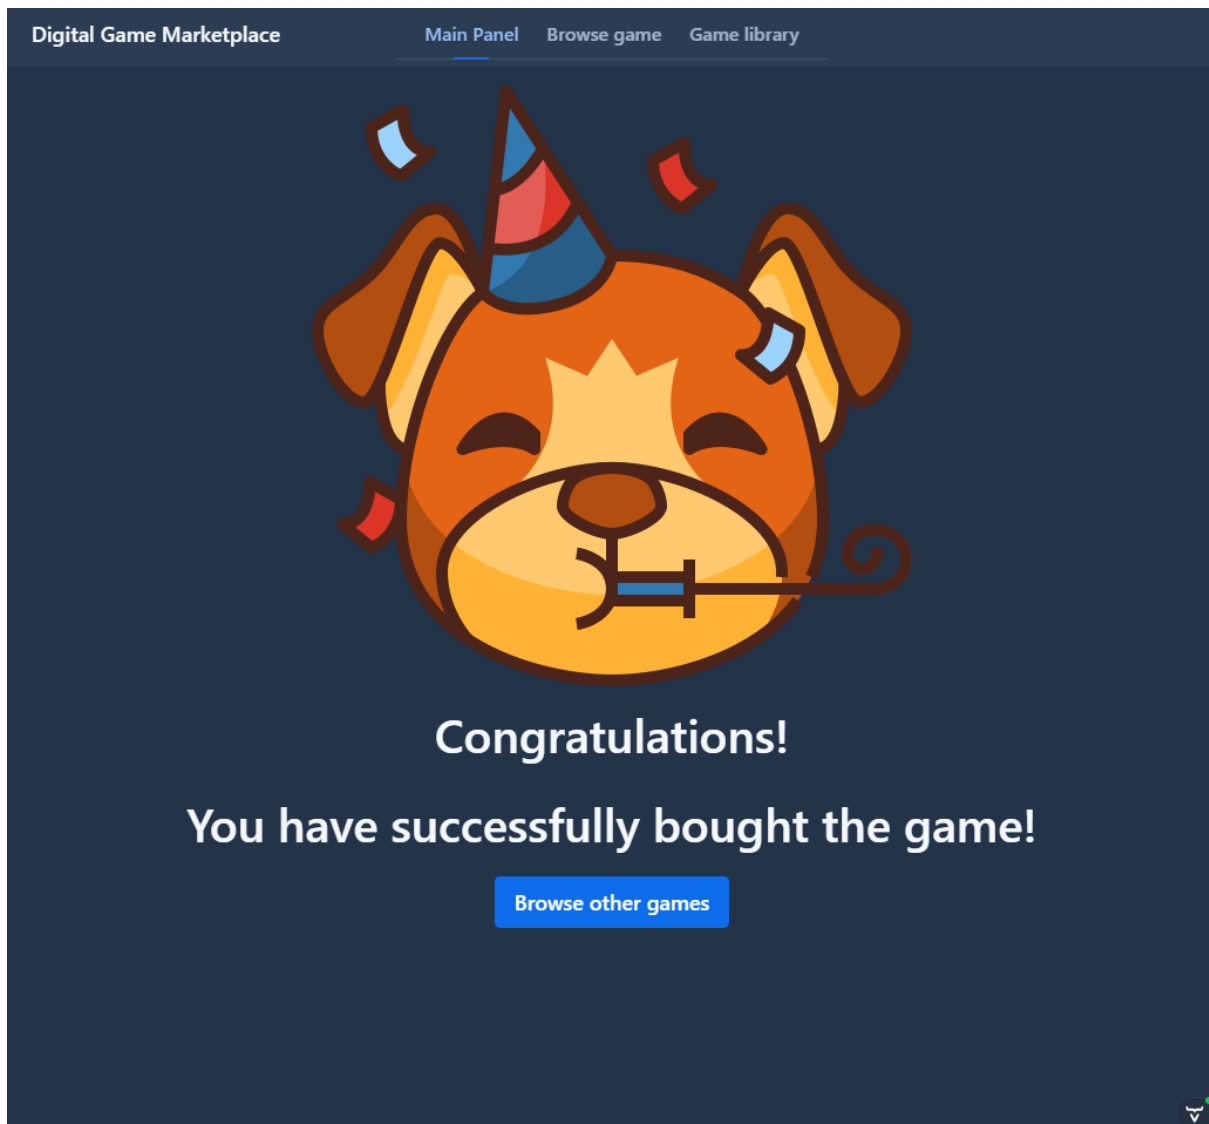 Digital Game Marketplace
Main Panel Browse game Game library
Congratulations!
You have successfully bought the game!
Browse other games